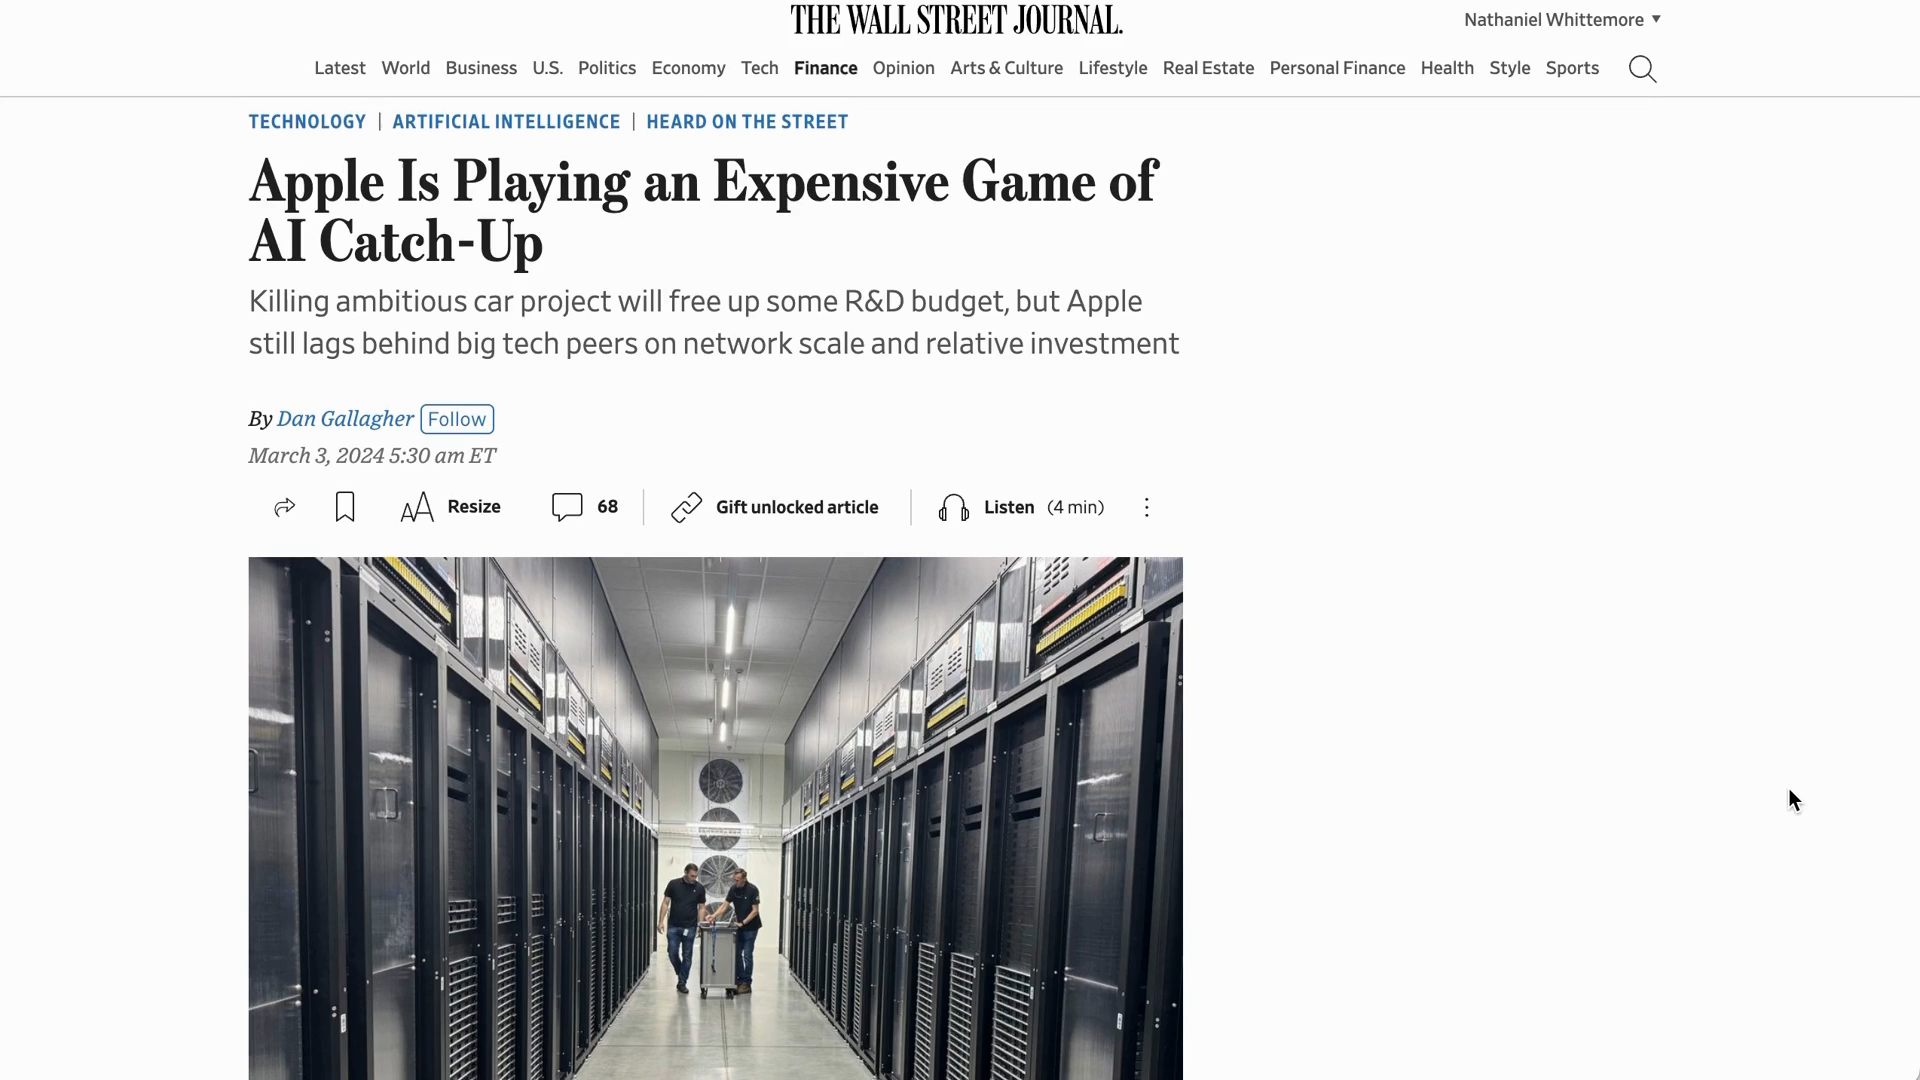 THE WALL STREET JOURNAL.
Nathaniel Whittemore ▼
Latest World Business U.S. Politics Economy Tech Finance Opinion Arts & Culture Lifestyle Real Estate Personal Finance Health Style Sports
TECHNOLOGY | ARTIFICIAL INTELLIGENCE | HEARD ON THE STREET
Apple Is Playing an Expensive Game of
AI Catch-Up
Killing ambitious car project will free up some R&D budget, but Apple
still lags behind big tech peers on network scale and relative investment
By Dan Gallagher Follow
March 3, 2024 5:30 am ET
AA Resize 68 Gift unlocked article Listen (4 min)